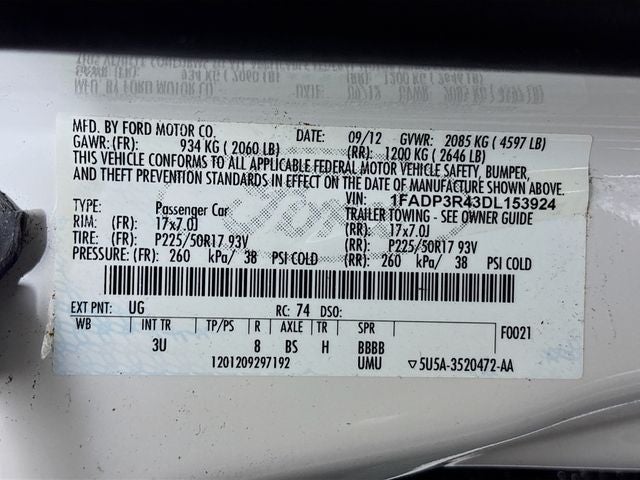 MFD. BY FORD MOTOR CO. DATE: 09/12 GVWR: 2085 KG ( 4597 LB)
GAWR: (FR): 934 KG ( 2060 LB) (RR): 1200 KG ( 2646 LB)
THIS VEHICLE CONFORMS TO ALL APPLICABLE FEDERAL MOTOR VEHICLE SAFETY, BUMPER,
AND THEFT PREVENTION STANDARDS IN EFFECT ON THE DATE OF MANUFACTURE SHOWN ABOVE.
VIN: 1FADP3R43DL153924
TYPE: Passenger Car TRAILER TOWING - SEE OWNER GUIDE
RIM: (FR) 17x7.0J (RR) 17x7.0J
TIRE: (FR) P225/50R17 93V (RR) P225/50R17 93V
PRESSURE: (FR) 260 kPa/ 38 PSI COLD (RR) 260 kPa/ 38 PSI COLD
EXT PNT: UG RC: 74 DSO:
WB INT TR TP/PS R AXLE TR SPR F0021
3U 8 BS H BBBB
1201209297192 UMU ▽5U5A-3520472-AA